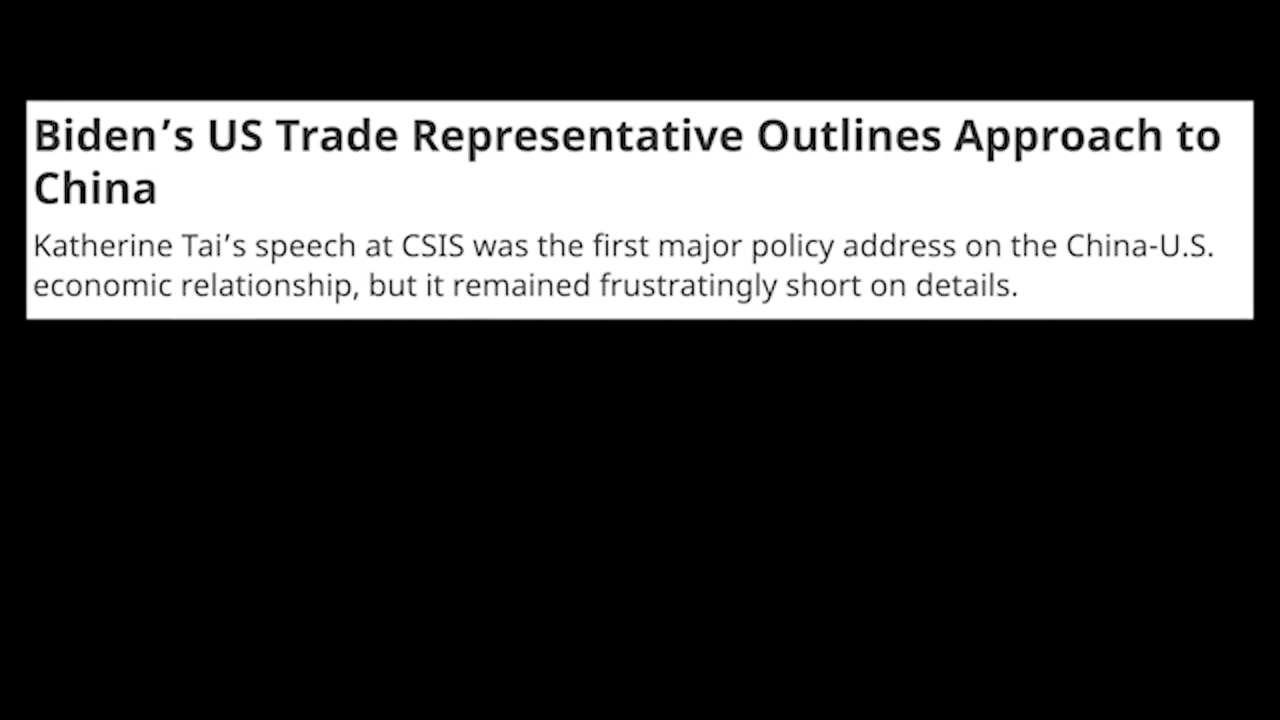 Biden’s US Trade Representative Outlines Approach to
China
Katherine Tai’s speech at CSIS was the first major policy address on the China-U.S.
economic relationship, but it remained frustratingly short on details.